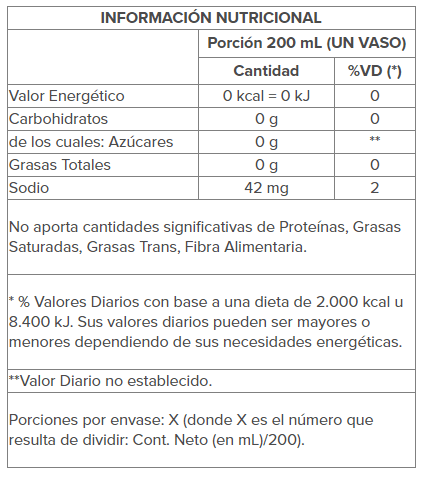 INFORMACIÓN NUTRICIONAL
Porción 200 mL (UN VASO)
Cantidad %VD (*)
Valor Energético 0 kcal = 0 kJ 0
Carbohidratos 0 g 0
de los cuales: Azúcares 0 g **
Grasas Totales 0 g 0
Sodio 42 mg 2
No aporta cantidades significativas de Proteínas, Grasas
Saturadas, Grasas Trans, Fibra Alimentaria.
* % Valores Diarios con base a una dieta de 2.000 kcal u
8.400 kJ. Sus valores diarios pueden ser mayores o
menores dependiendo de sus necesidades energéticas.
**Valor Diario no establecido.
Porciones por envase: X (donde X es el número que
resulta de dividir: Cont. Neto (en mL)/200).